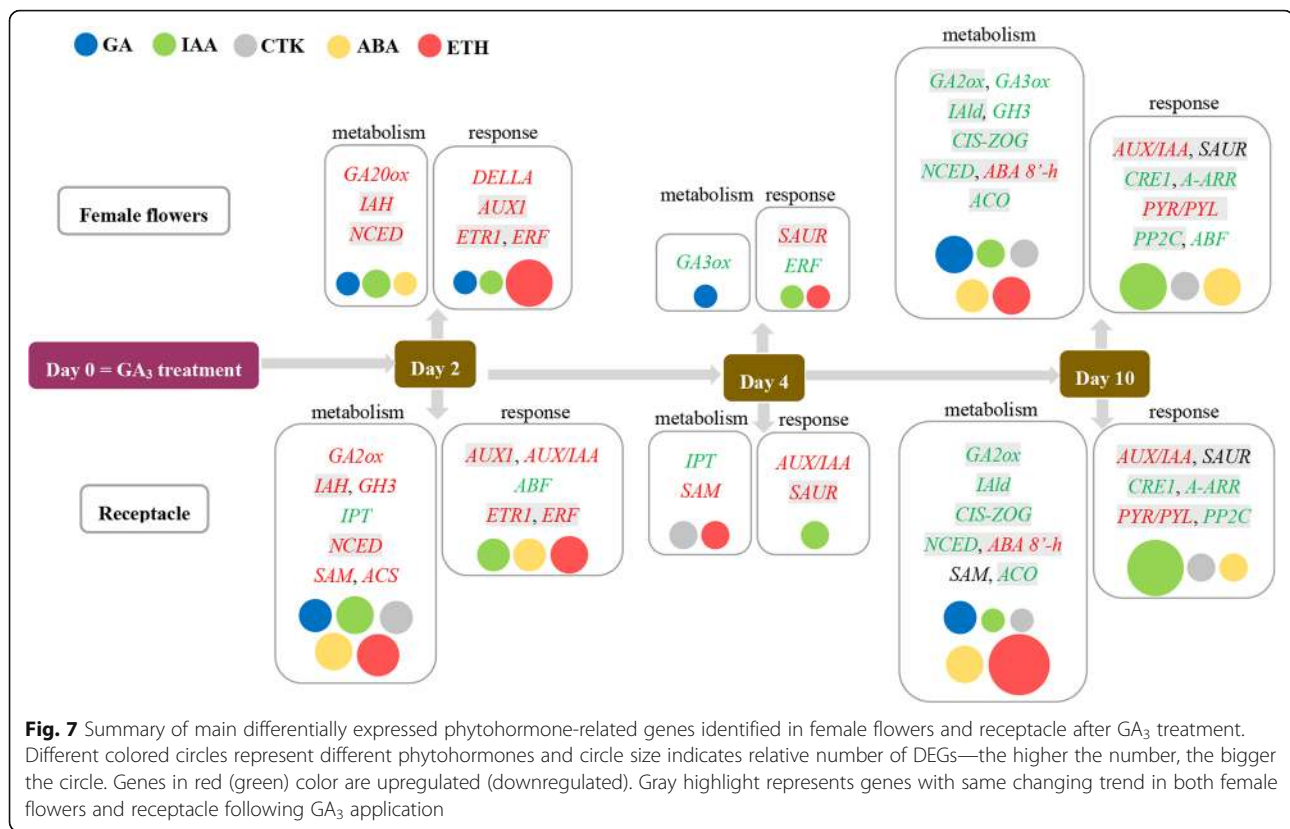 GA IAA CTK ABA ETH
Female flowers
metabolism
GA20ox
IAH
NCED
response
DELLA
AUX1
ETR1, ERF
metabolism
GA3ox
response
SAUR
ERF
metabolism
GA2ox, GA3ox
IAld, GH3
CIS-ZOG
NCED, ABA 8'-h
ACO
response
AUX/IAA, SAUR
CRE1, A-ARR
PYR/PYL
PP2C, ABF
Day 0 = GA3 treatment
Day 2
Day 4
Day 10
Receptacle
metabolism
GA2ox
IAH, GH3
IPT
NCED
SAM, ACS
response
AUX1, AUX/IAA
ABF
ETR1, ERF
metabolism
IPT
SAM
response
AUX/IAA
SAUR
metabolism
GA2ox
IAld
CIS-ZOG
NCED, ABA 8'-h
SAM, ACO
response
AUX/IAA, SAUR
CRE1, A-ARR
PYR/PYL, PP2C
Fig. 7 Summary of main differentially expressed phytohormone-related genes identified in female flowers and receptacle after GA3 treatment.
Different colored circles represent different phytohormones and circle size indicates relative number of DEGs—the higher the number, the bigger
the circle. Genes in red (green) color are upregulated (downregulated). Gray highlight represents genes with same changing trend in both female
flowers and receptacle following GA3 application